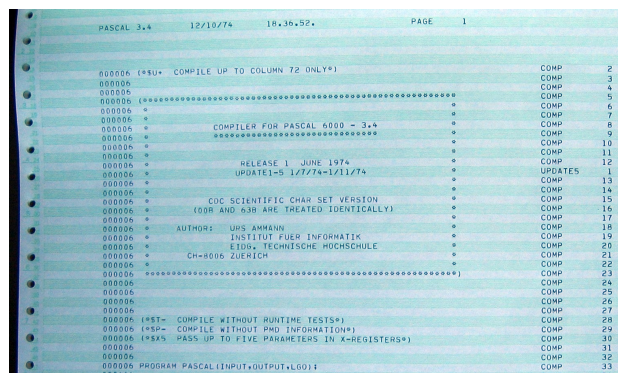 PASCAL 3.4 12/10/74 18.36.52. PAGE 1
000006 (*$U+ COMPILE UP TO COLUMN 72 ONLY*) COMP 2
000006 COMP 3
000006 COMP 4
000006 (********************************************************** COMP 5
000006 * * COMP 6
000006 * * COMP 7
000006 * COMPILER FOR PASCAL 6000 - 3.4 * COMP 8
000006 * ****************************** * COMP 9
000006 * * COMP 10
000006 * * COMP 11
000006 * RELEASE 1 JUNE 1974 * COMP 12
000006 * UPDATE1-5 1/7/74-1/11/74 * UPDATE5 1
000006 * * COMP 13
000006 * * COMP 14
000006 * CDC SCIENTIFIC CHAR SET VERSION * COMP 15
000006 * (00B AND 63B ARE TREATED IDENTICALLY) * COMP 16
000006 * * COMP 17
000006 * AUTHOR: URS AMMANN * COMP 18
000006 * INSTITUT FUER INFORMATIK * COMP 19
000006 * EIDG. TECHNISCHE HOCHSCHULE * COMP 20
000006 * CH-8006 ZUERICH * COMP 21
000006 * * COMP 22
000006 **********************************************************) COMP 23
000006 COMP 24
000006 COMP 25
000006 COMP 26
000006 COMP 27
000006 (*$T- COMPILE WITHOUT RUNTIME TESTS*) COMP 28
000006 (*$P- COMPILE WITHOUT PMD INFORMATION*) COMP 29
000006 (*$X5 PASS UP TO FIVE PARAMETERS IN X-REGISTERS*) COMP 30
000006 COMP 31
000006 COMP 32
000006 PROGRAM PASCAL(INPUT,OUTPUT,LGO); COMP 33